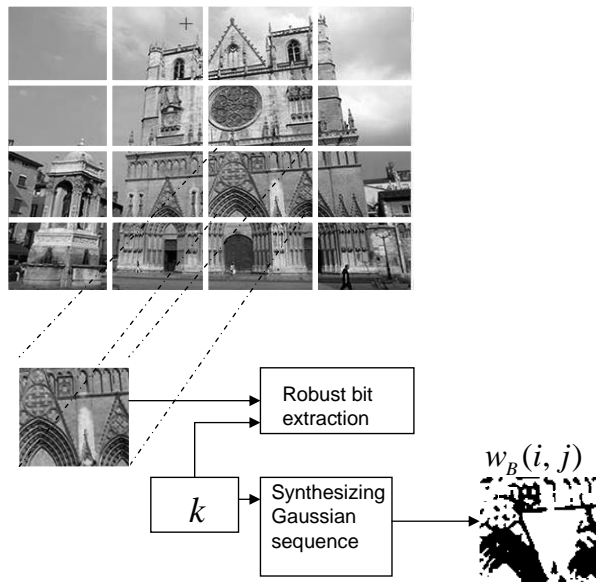 Robust bit
extraction
w_B(i, j)
k
Synthesizing
Gaussian
sequence